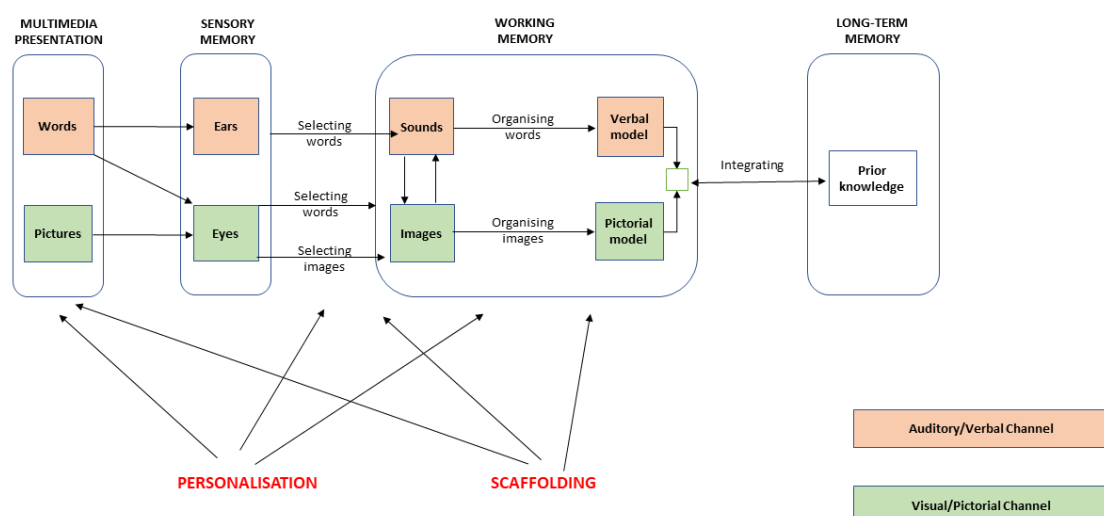 MULTIMEDIA
PRESENTATION
SENSORY
MEMORY
WORKING
MEMORY
LONG-TERM
MEMORY
Words
Ears
Selecting
words
Sounds
Organising
words
Verbal
model
Integrating
Prior
knowledge
Pictures
Eyes
Selecting
words
Selecting
images
Images
Organising
images
Pictorial
model
PERSONALISATION
SCAFFOLDING
Auditory/Verbal Channel
Visual/Pictorial Channel